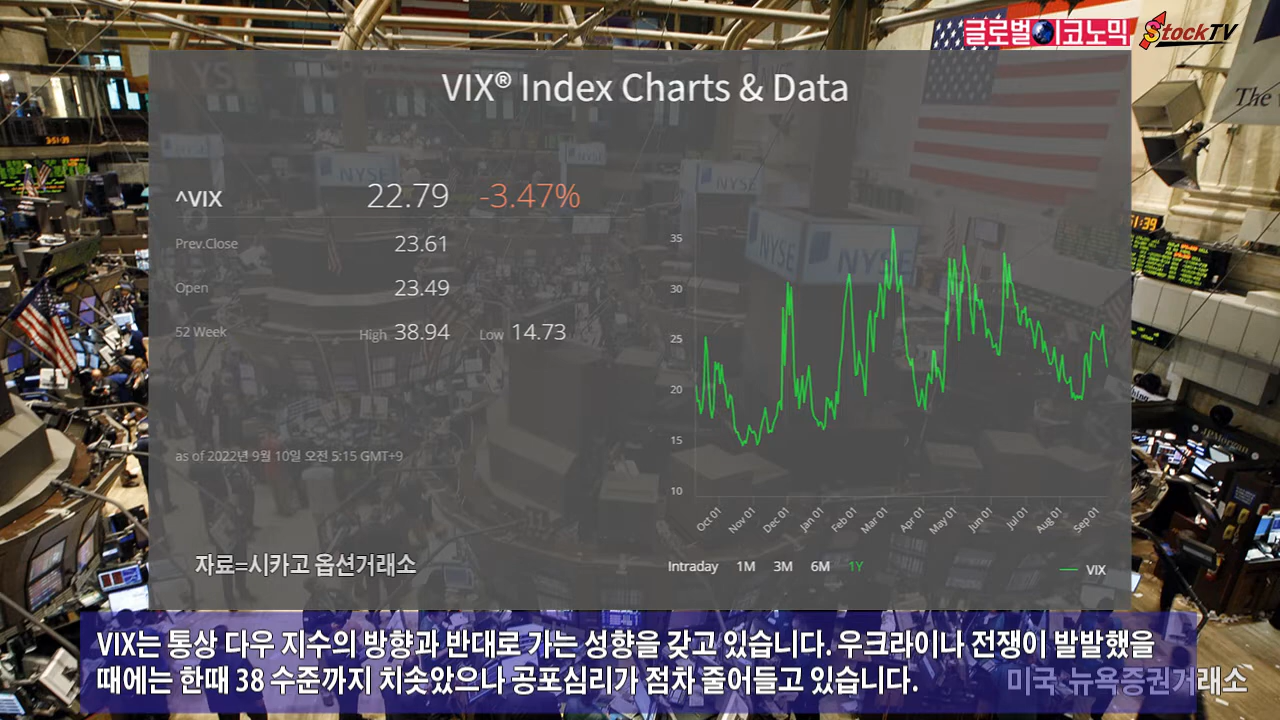 글로벌이코노믹 StockTV
VIX® Index Charts & Data
The
^VIX 22.79 -3.47%
NYSE
NYSE
NYSE NYSE
Prev.Close 23.61
Open 23.49
52 Week High 38.94 Low 14.73
as of 2022년 9월 10일 오전 5:15 GMT+9
35
30
25
20
15
10
Oct 01 Nov 01 Dec 01 Jan 01 Feb 01 Mar 01 Apr 01 May 01 Jun 01 Jul 01 Aug 01 Sep 01
자료=시카고 옵션거래소
Intraday 1M 3M 6M 1Y
VIX
VIX는 통상 다우 지수의 방향과 반대로 가는 성향을 갖고 있습니다. 우크라이나 전쟁이 발발했을
때에는 한때 38 수준까지 치솟았으나 공포심리가 점차 줄어들고 있습니다.
미국 뉴욕증권거래소